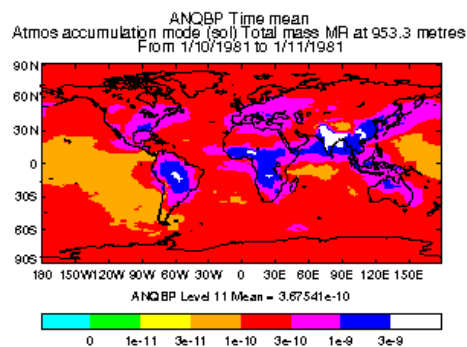 ANQBP Time mean
Atmos accumulation mode (sol) Total mass MR at 953.3 metres
From 1/10/1981 to 1/11/1981
90N
60N
30N
0
30S
60S
90S
180 150W 120W 90W 60W 30W 0 30E 60E 90E 120E 150E
ANQBP Level 11 Mean = 3.67541e-10
0 1e-11 3e-11 1e-10 3e-10 1e-9 3e-9